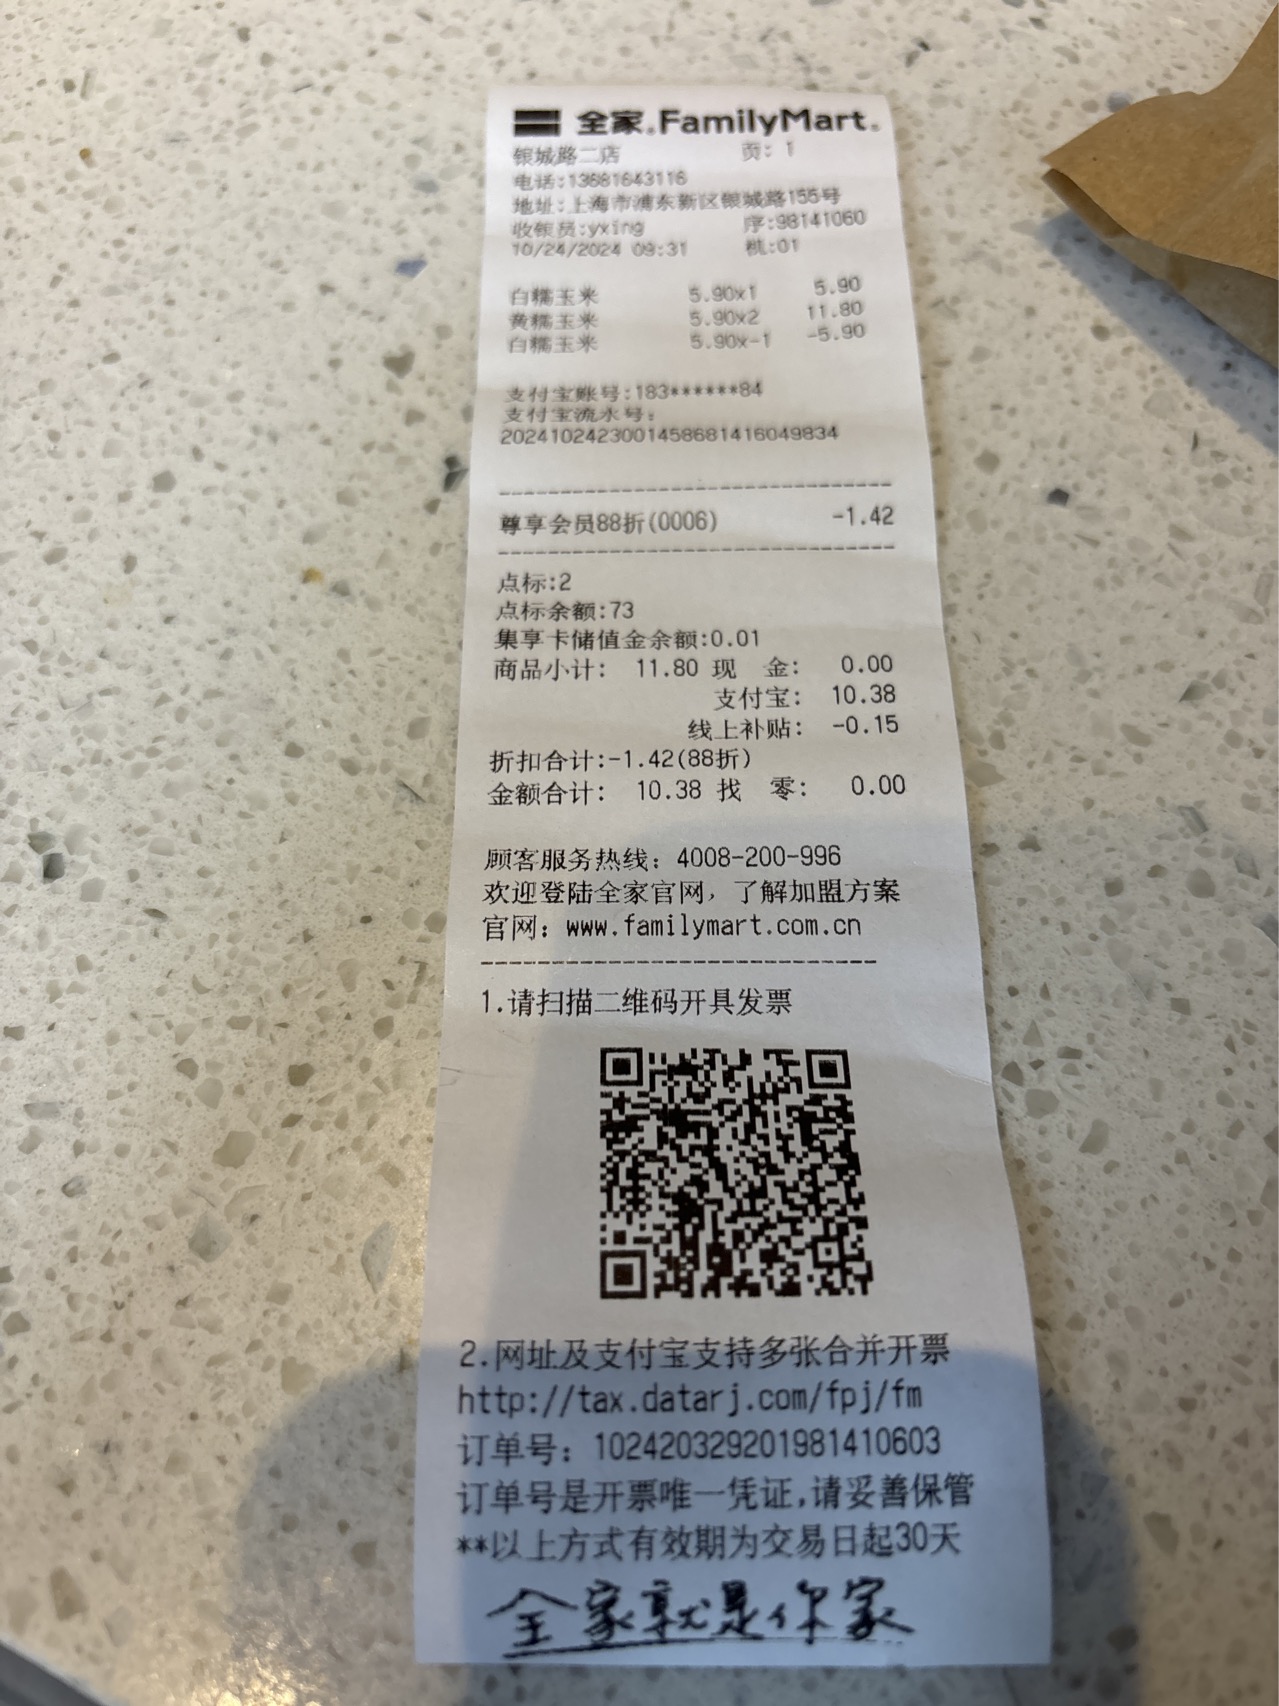 全家 FamilyMart
银城路二店 页: 1
电话:13681643116
地址:上海市浦东新区银城路155号
收银员:yxing 序:98141060
10/24/2024 09:31 机:01
白糯玉米 5.90x1 5.90
黄糯玉米 5.90x2 11.80
白糯玉米 5.90x-1 -5.90
支付宝账号:183******84
支付宝流水号:
2024102423001458681416049834
尊享会员88折(0006) -1.42
点标:2
点标余额:73
集享卡储值金余额:0.01
商品小计: 11.80 现 金: 0.00
支付宝: 10.38
线上补贴: -0.15
折扣合计:-1.42(88折)
金额合计: 10.38 找 零: 0.00
顾客服务热线: 4008-200-996
欢迎登陆全家官网, 了解加盟方案
官网: www.familymart.com.cn
1.请扫描二维码开具发票
2.网址及支付宝支持多张合并开票
http://tax.datarj.com/fpj/fm
订单号: 102420329201981410603
订单号是开票唯一凭证,请妥善保管
**以上方式有效期为交易日起30天
全家就是你家